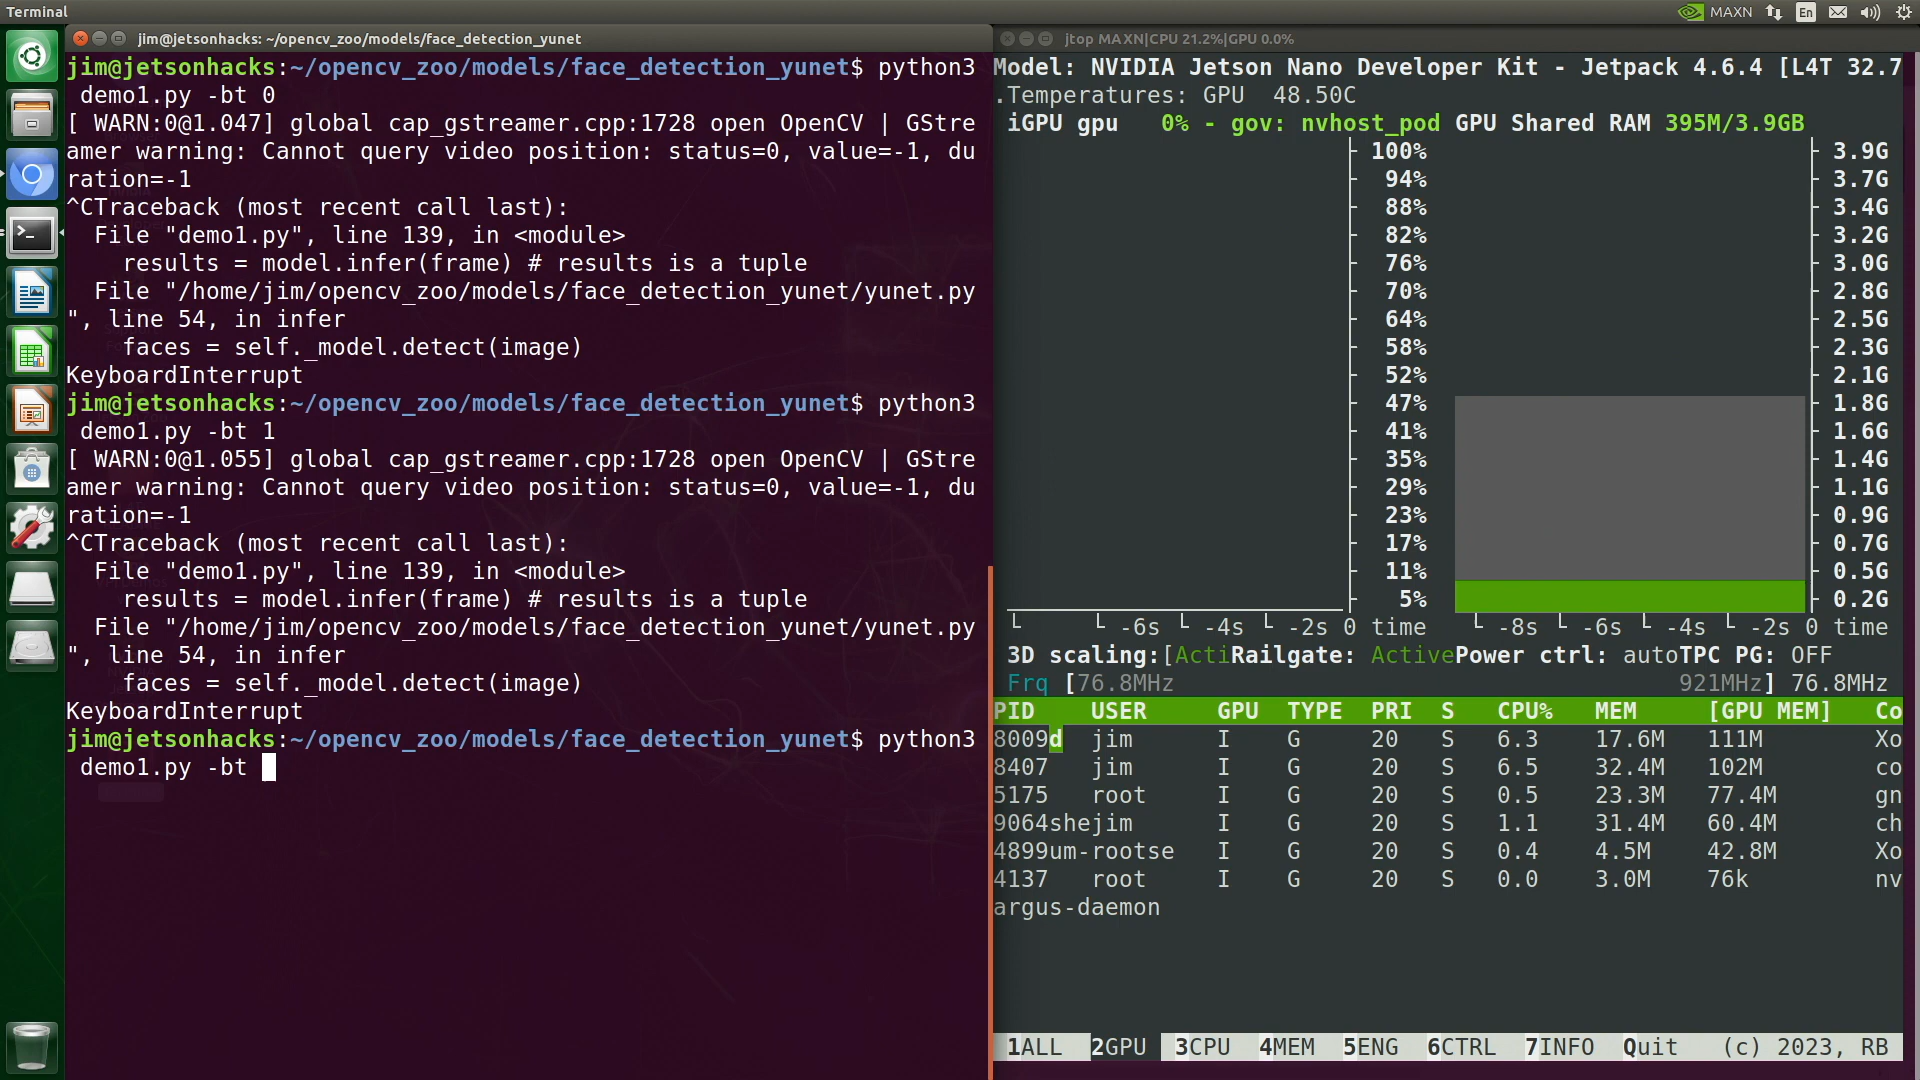 Terminal
MAXN
En
jim@jetsonhacks: ~/opencv_zoo/models/face_detection_yunet
jim@jetsonhacks:~/opencv_zoo/models/face_detection_yunet$ python3
demo1.py -bt 0
[ WARN:0@1.047] global cap_gstreamer.cpp:1728 open OpenCV | GStre
amer warning: Cannot query video position: status=0, value=-1, du
ration=-1
^CTraceback (most recent call last):
File "demo1.py", line 139, in <module>
results = model.infer(frame) # results is a tuple
File "/home/jim/opencv_zoo/models/face_detection_yunet/yunet.py
", line 54, in infer
faces = self._model.detect(image)
KeyboardInterrupt
jim@jetsonhacks:~/opencv_zoo/models/face_detection_yunet$ python3
demo1.py -bt 1
[ WARN:0@1.055] global cap_gstreamer.cpp:1728 open OpenCV | GStre
amer warning: Cannot query video position: status=0, value=-1, du
ration=-1
^CTraceback (most recent call last):
File "demo1.py", line 139, in <module>
results = model.infer(frame) # results is a tuple
File "/home/jim/opencv_zoo/models/face_detection_yunet/yunet.py
", line 54, in infer
faces = self._model.detect(image)
KeyboardInterrupt
jim@jetsonhacks:~/opencv_zoo/models/face_detection_yunet$ python3
demo1.py -bt
jtop MAXN|CPU 21.2%|GPU 0.0%
Model: NVIDIA Jetson Nano Developer Kit - Jetpack 4.6.4 [L4T 32.7
.Temperatures: GPU 48.50C
iGPU gpu 0% - gov: nvhost_pod GPU Shared RAM 395M/3.9GB
100% 3.9G
94% 3.7G
88% 3.4G
82% 3.2G
76% 3.0G
70% 2.8G
64% 2.5G
58% 2.3G
52% 2.1G
47% 1.8G
41% 1.6G
35% 1.4G
29% 1.1G
23% 0.9G
17% 0.7G
11% 0.5G
5% 0.2G
-6s -4s -2s 0 time -8s -6s -4s -2s 0 time
3D scaling:[ActiRailgate: ActivePower ctrl: autoTPC PG: OFF
Frq [76.8MHz 921MHz] 76.8MHz
PID USER GPU TYPE PRI S CPU% MEM [GPU MEM] Co
8009d jim I G 20 S 6.3 17.6M 111M Xo
8407 jim I G 20 S 6.5 32.4M 102M co
5175 root I G 20 S 0.5 23.3M 77.4M gn
9064shejim I G 20 S 1.1 31.4M 60.4M ch
4899um-rootse I G 20 S 0.4 4.5M 42.8M Xo
4137 root I G 20 S 0.0 3.0M 76k nv
argus-daemon
1ALL 2GPU 3CPU 4MEM 5ENG 6CTRL 7INFO Quit (c) 2023, RB